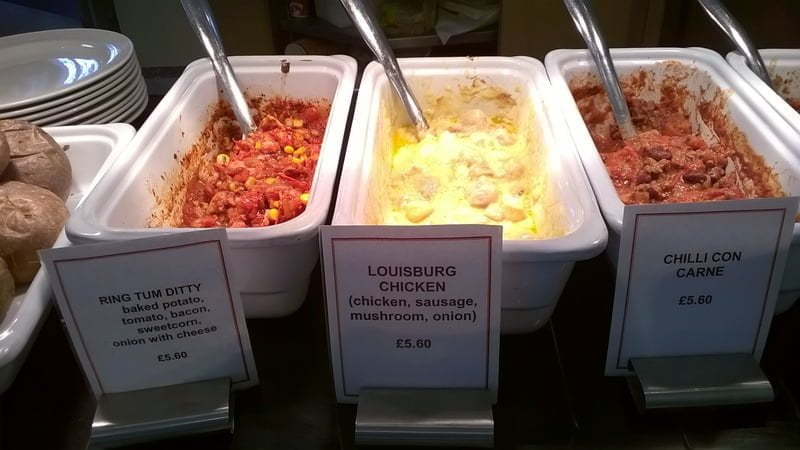 RING TUM DITTY
baked potato,
tomato, bacon,
sweetcorn,
onion with cheese
£5.60
LOUISBURG
CHICKEN
(chicken, sausage,
mushroom, onion)
£5.60
CHILLI CON
CARNE
£5.60